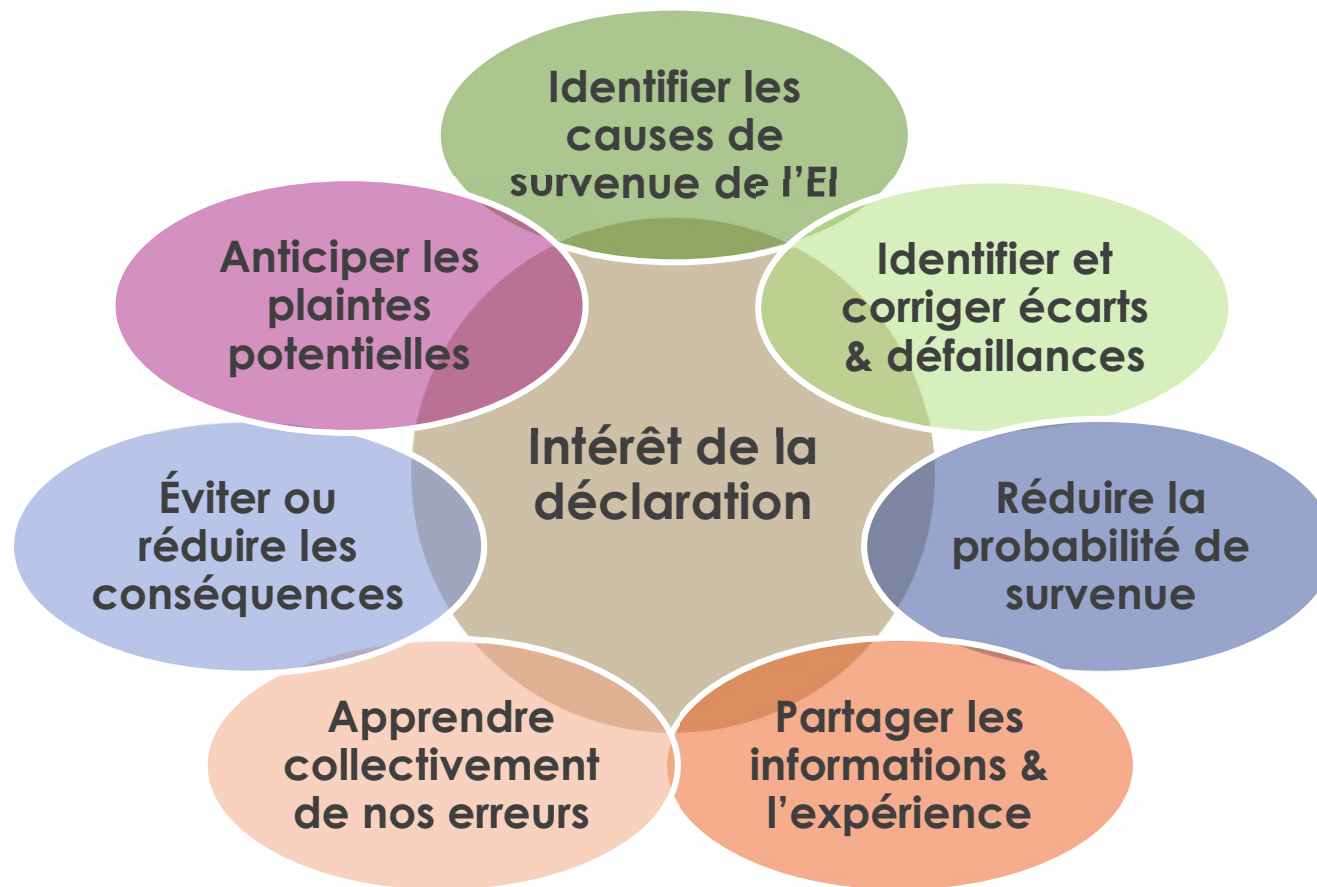 Identifier les
causes de
survenue de l'EI
Anticiper les
plaintes
potentielles
Identifier et
corriger écarts
& défaillances
Intérêt de la
déclaration
Éviter ou
réduire les
conséquences
Réduire la
probabilité de
survenue
Apprendre
collectivement
de nos erreurs
Partager les
informations &
l'expérience